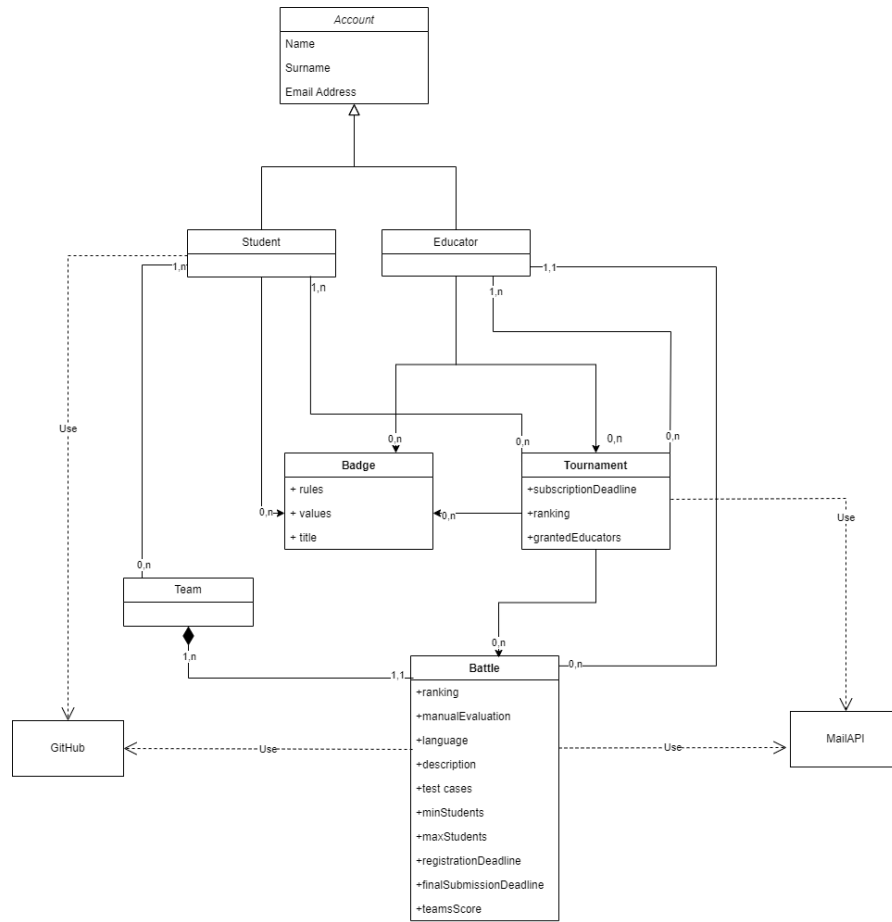 Account
Name
Surname
Email Address
Student
Educator
1,n
1,n
1,n
1,1
Use
0,n
0,n
0,n
0,n
Badge
+ rules
+ values
+ title
Tournament
+subscriptionDeadline
+ranking
+grantedEducators
0,n
0,n
Use
0,n
Team
1,n
0,n
0,n
1,1
Battle
+ranking
+manualEvaluation
+language
+description
+test cases
+minStudents
+maxStudents
+registrationDeadline
+finalSubmissionDeadline
+teamsScore
GitHub
Use
Use
MailAPI